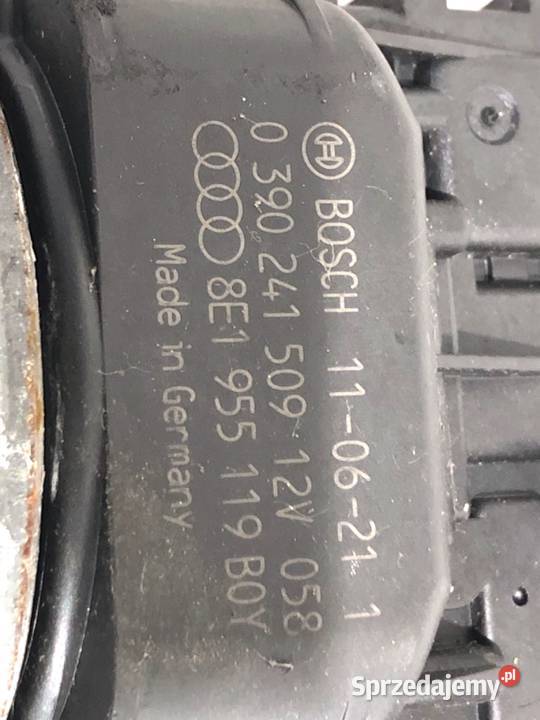 BOSCH 11-06-21 1
0 390 241 509 12V 058
8E1 955 119 B0Y
Made in Germany
Sprzedajemy.pl